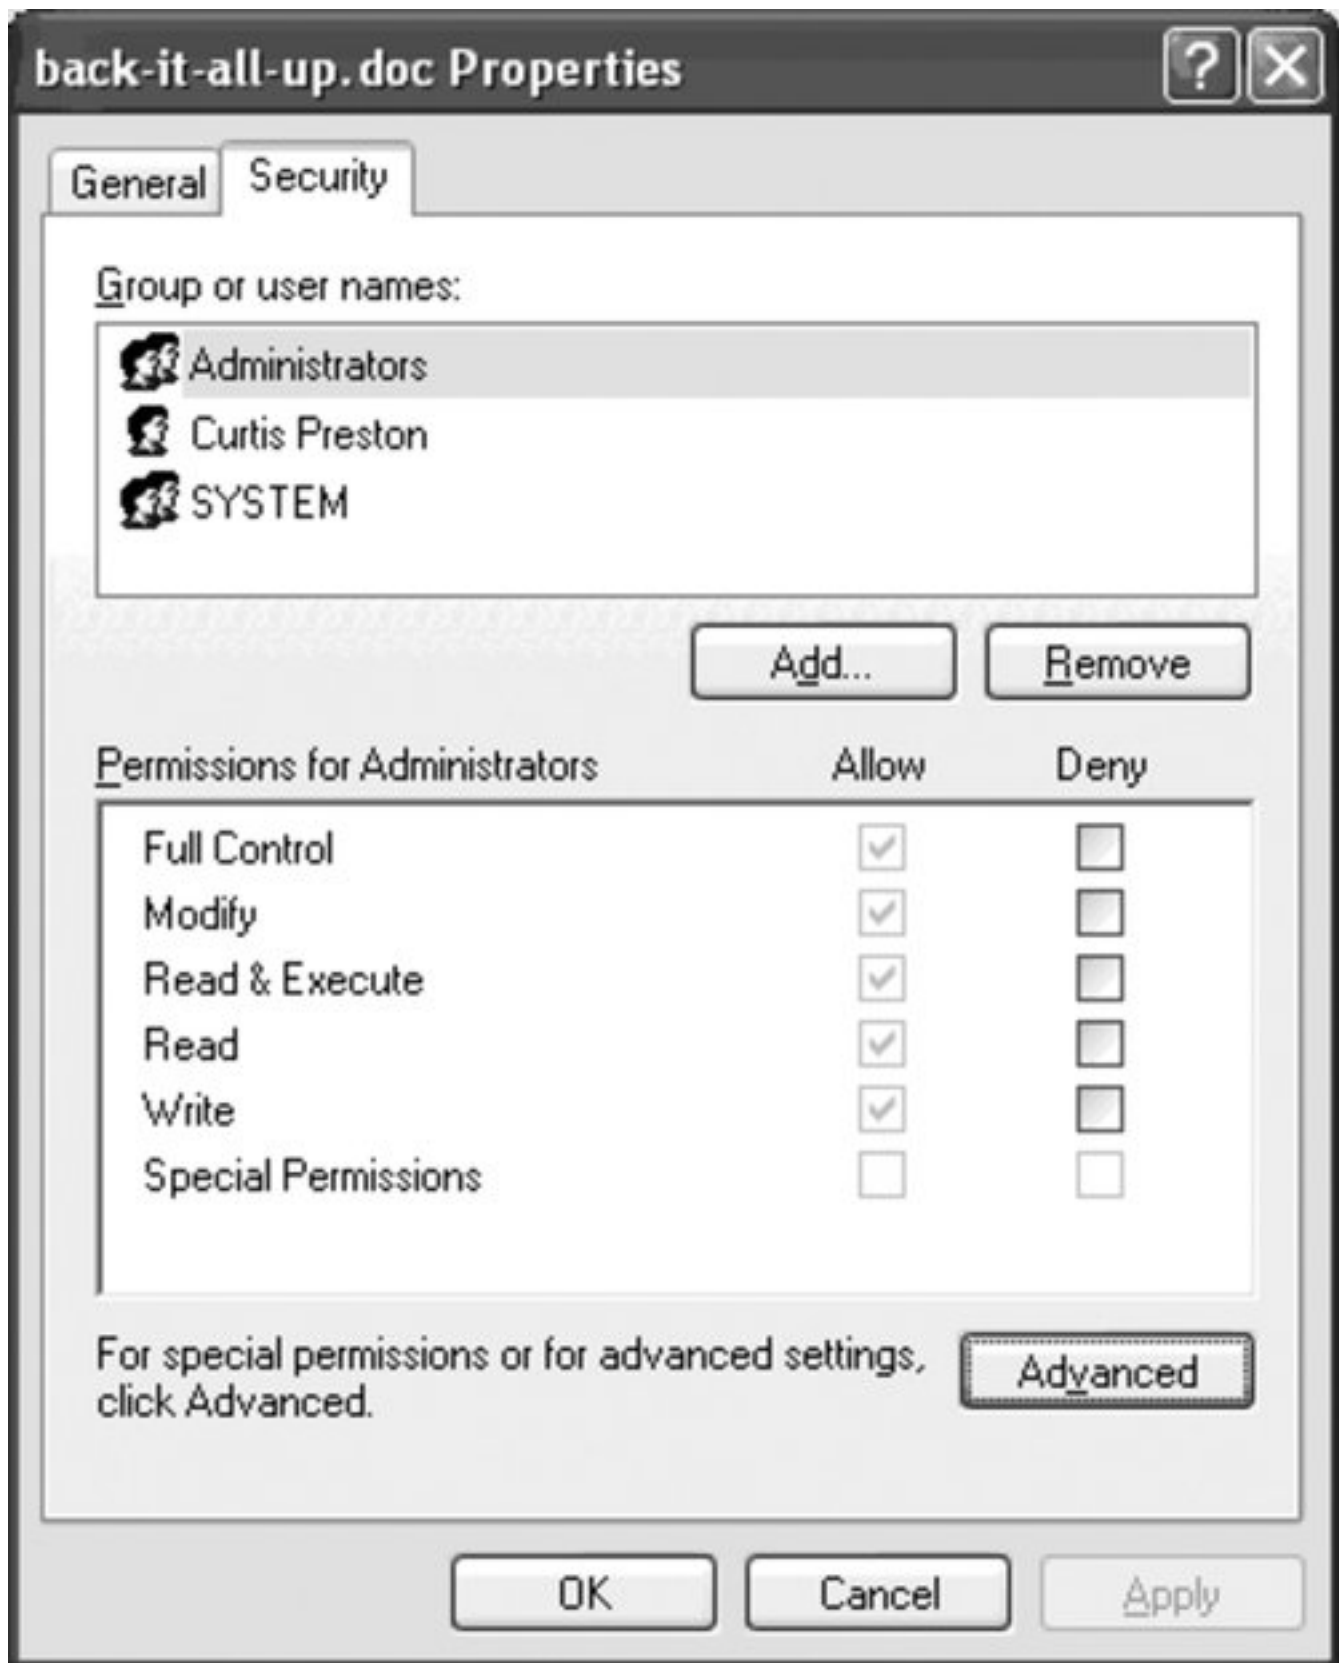 back-it-all-up.doc Properties
General Security
Group or user names:
Administrators
Curtis Preston
SYSTEM
Add... Remove
Permissions for Administrators Allow Deny
Full Control
Modify
Read & Execute
Read
Write
Special Permissions
For special permissions or for advanced settings, Advanced
click Advanced.
OK Cancel Apply